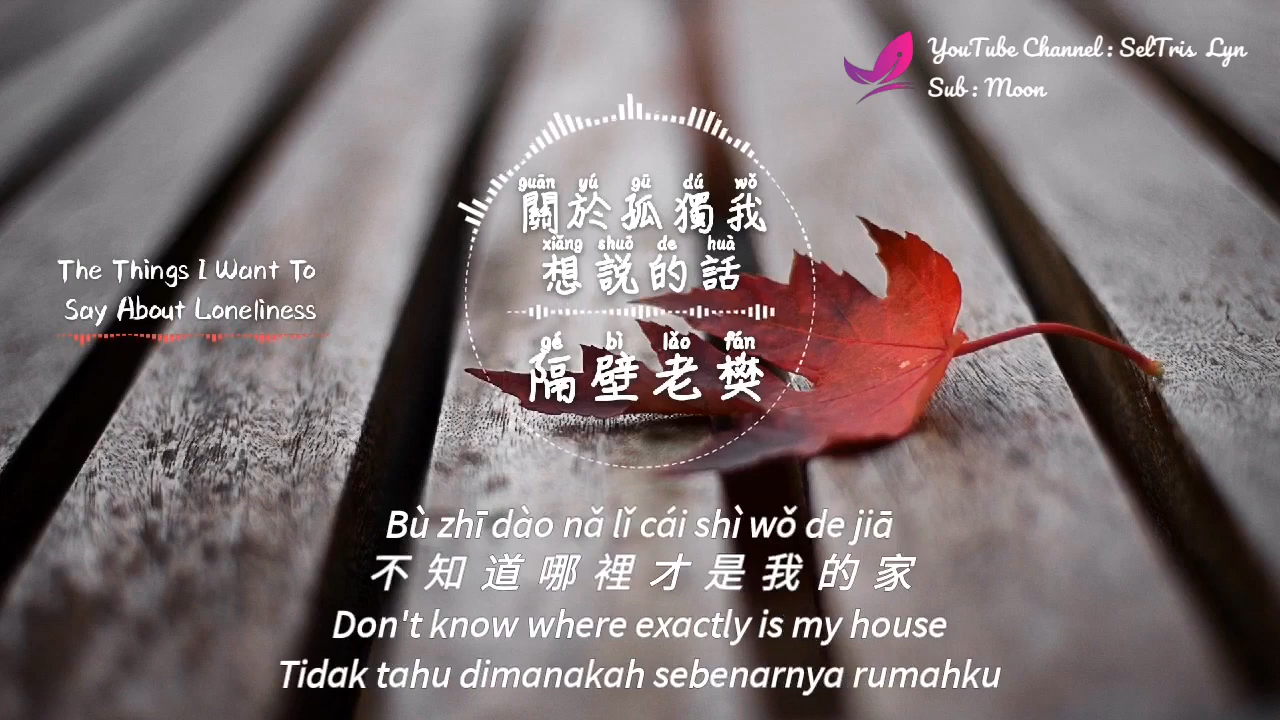 YouTube Channel : SelTris Lyn
Sub : Moon
The Things I Want To
Say About Loneliness
guān yú gū dú wǒ
關於孤獨我
xiǎng shuō de huà
想說的話
gé bì lǎo fán
隔壁老樊
Bù zhī dào nǎ lǐ cái shì wǒ de jiā
不知道哪裡才是我的家
Don't know where exactly is my house
Tidak tahu dimanakah sebenarnya rumahku